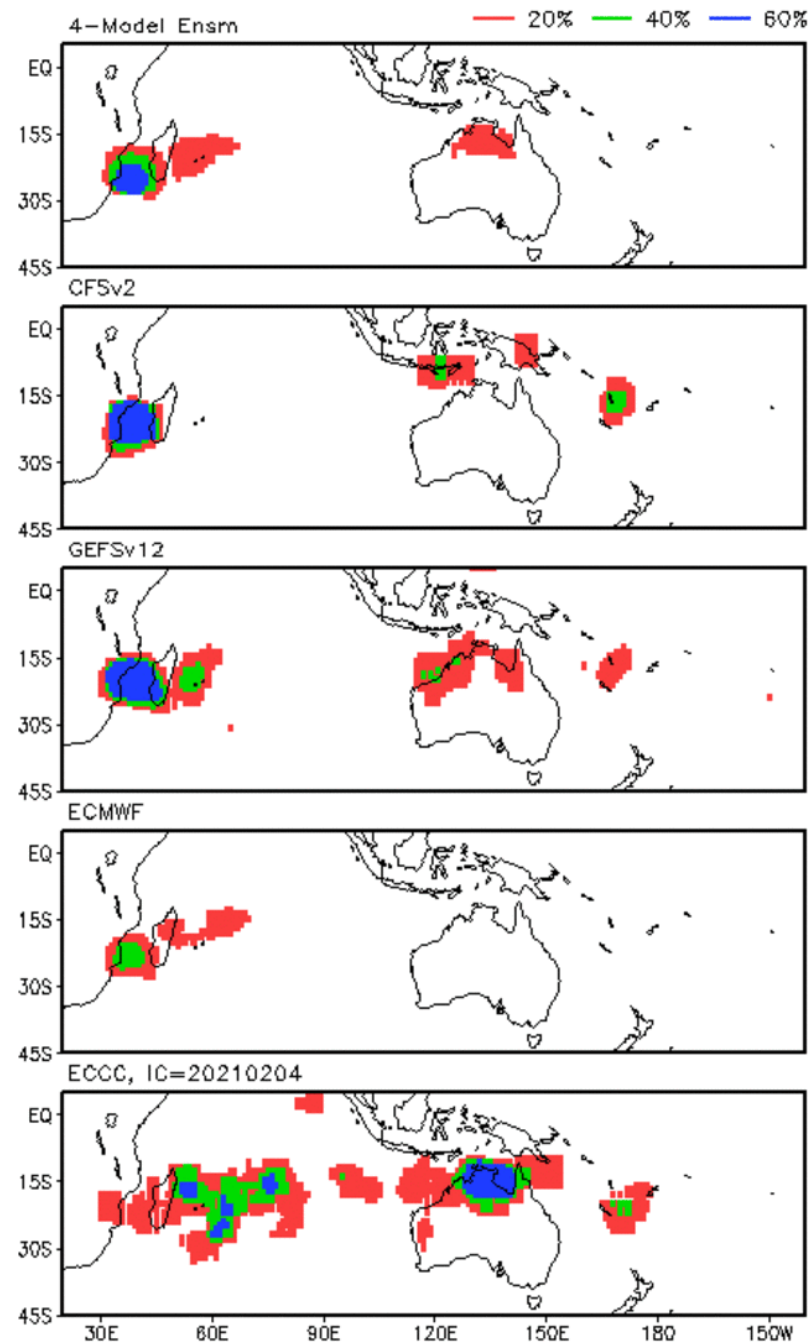 4-Model Ensm 20% 40% 60%
EQ
15S
30S
45S
CFSv2
EQ
15S
30S
45S
GEFSv12
EQ
15S
30S
45S
ECMWF
EQ
15S
30S
45S
ECCC, IC=20210204
EQ
15S
30S
45S
30E 60E 90E 120E 150E 180 150W